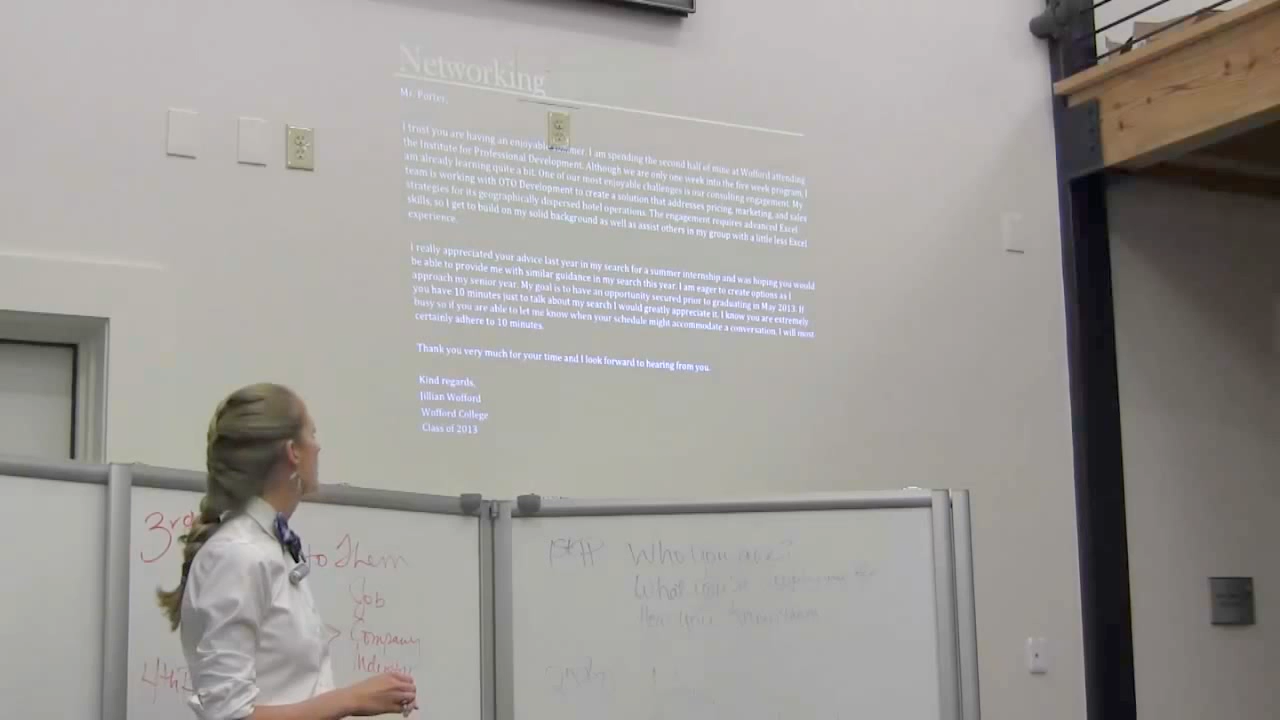 Networking
Mr. Porter,
I trust you are having an enjoyable summer. I am spending the second half of mine at Wofford attending
the Institute for Professional Development. Although we are only one week into the five week program, I
am already learning quite a bit. One of our most enjoyable challenges is our consulting engagement. My
team is working with OTO Development to create a solution that addresses pricing, marketing, and sales
strategies for its geographically dispersed hotel operations. The engagement requires advanced Excel
skills, so I get to build on my solid background as well as assist others in my group with a little less Excel
experience.
I really appreciated your advice last year in my search for a summer internship and was hoping you would
be able to provide me with similar guidance in my search this year. I am eager to create options as I
approach my senior year. My goal is to have an opportunity secured prior to graduating in May 2013. If
you have 10 minutes just to talk about my search I would greatly appreciate it. I know you are extremely
busy so if you are able to let me know when your schedule might accommodate a conversation. I will most
certainly adhere to 10 minutes.
Thank you very much for your time and I look forward to hearing from you.
Kind regards,
Jillian Wofford
Wofford College
Class of 2013
3rd
to Them
Job
Company
Industry
4th
1st P Who you are?
What you're
How you